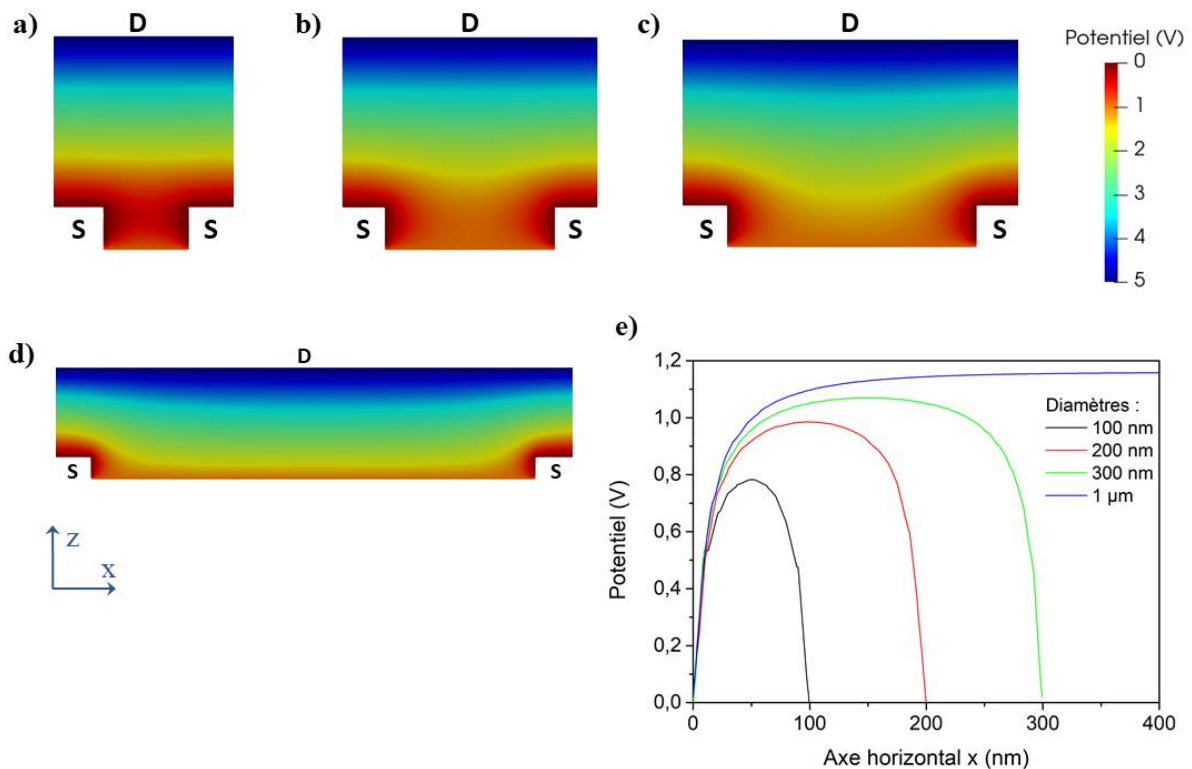 a)
D
S
S
b)
D
S
S
c)
D
S
S
Potentiel (V)
0
1
2
3
4
5
d)
D
S
S
z
x
e)
1,2
1,0
0,8
0,6
0,4
0,2
0,0
Potentiel (V)
Diamètres :
100 nm
200 nm
300 nm
1 µm
0
100
200
300
400
Axe horizontal x (nm)